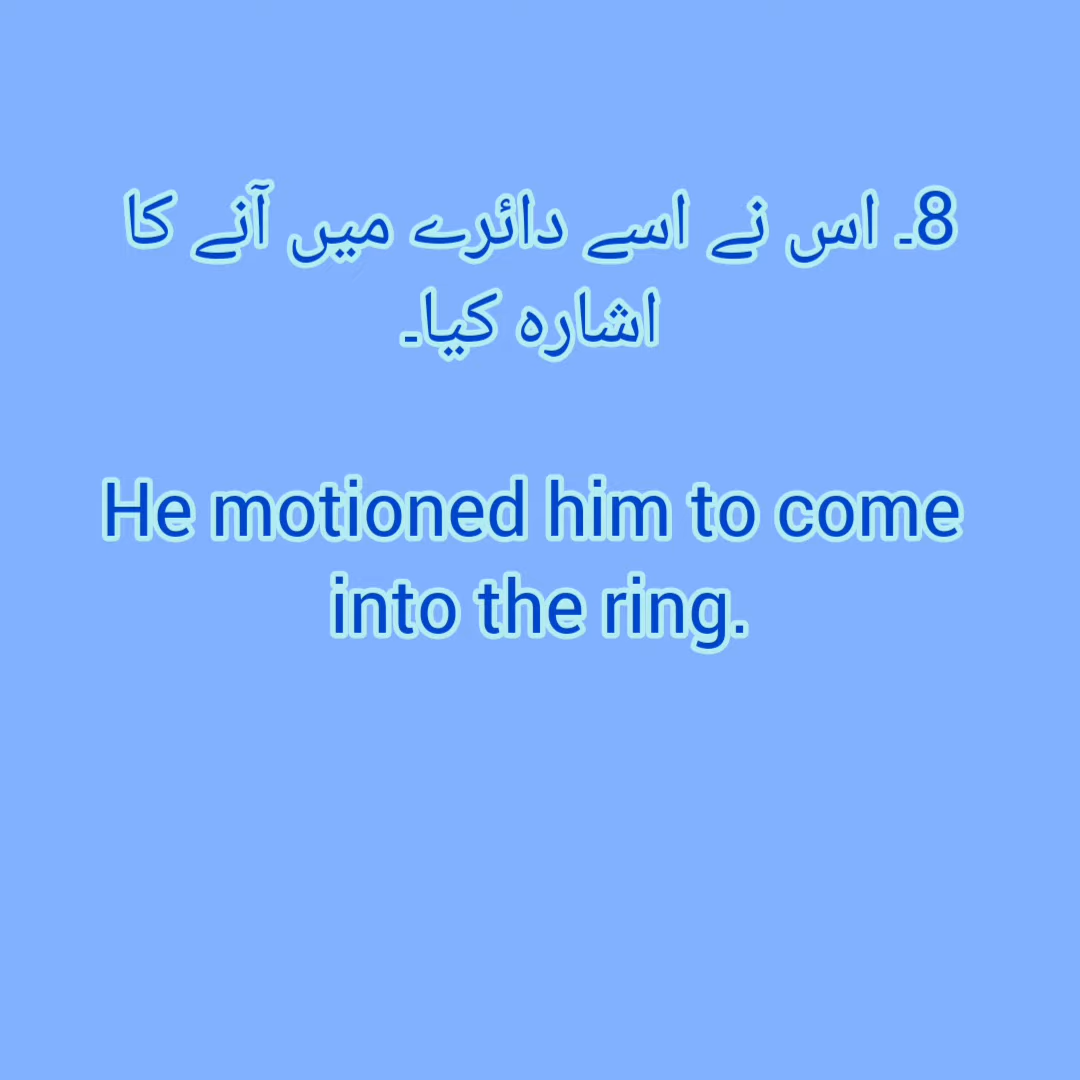 8۔ اس نے اسے دائرے میں آنے کا
اشارہ کیا۔
He motioned him to come
into the ring.